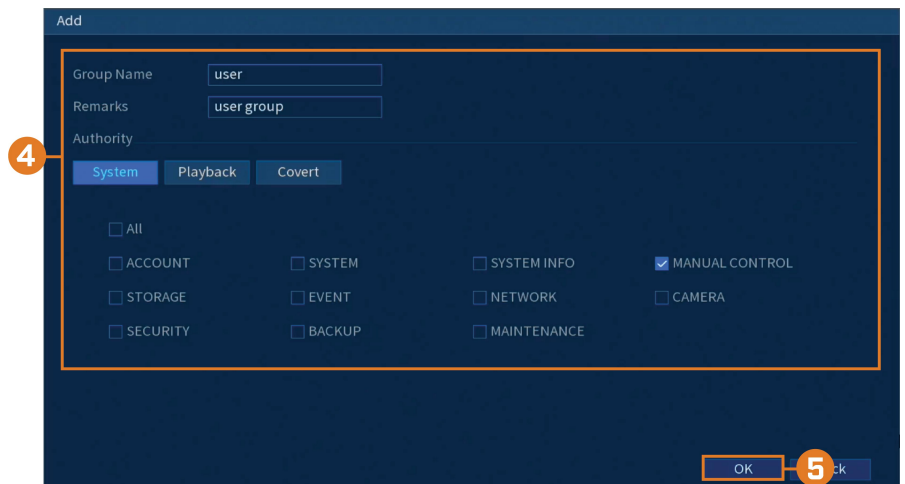 Add
Group Name user
Remarks user group
Authority
4
System Playback Covert
All
ACCOUNT SYSTEM SYSTEM INFO MANUAL CONTROL
STORAGE EVENT NETWORK CAMERA
SECURITY BACKUP MAINTENANCE
OK 5